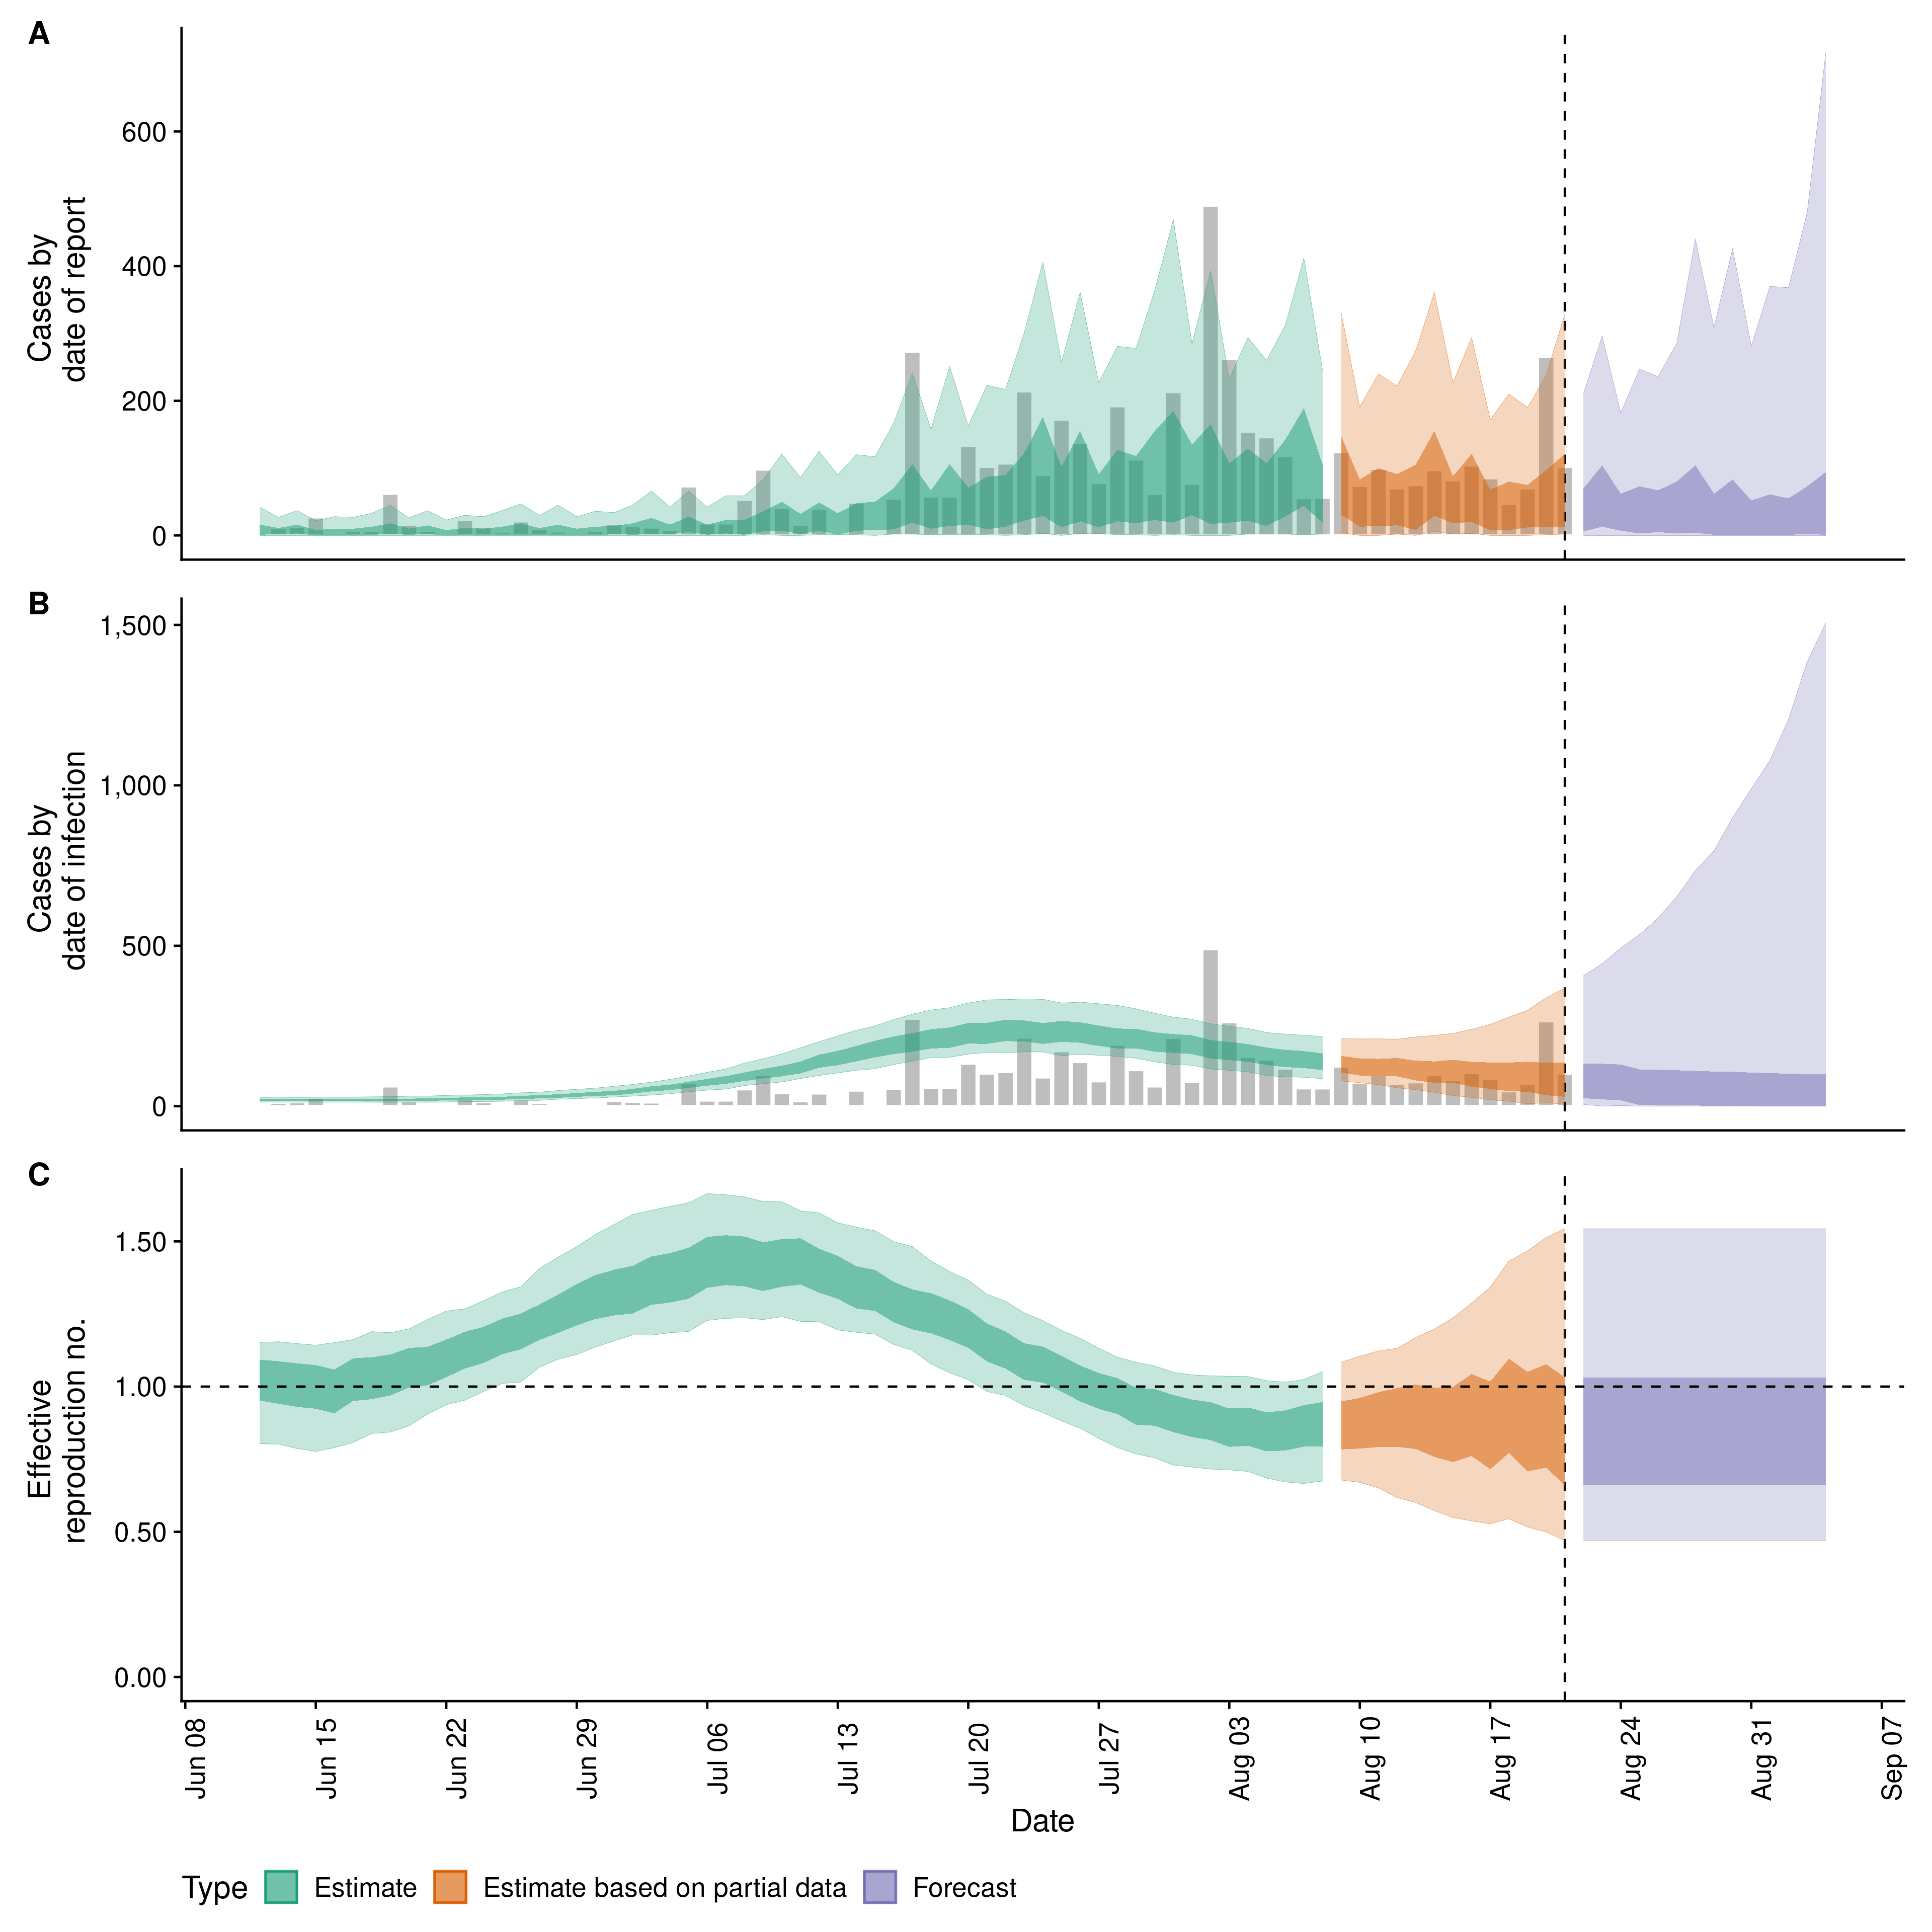 A
Cases by
date of report
600
400
200
0
B
Cases by
date of infection
1,500
1,000
500
0
C
Effective
reproduction no.
1.50
1.00
0.50
0.00
Jun 08
Jun 15
Jun 22
Jun 29
Jul 06
Jul 13
Jul 20
Jul 27
Aug 03
Aug 10
Aug 17
Aug 24
Aug 31
Sep 07
Date
Type
Estimate
Estimate based on partial data
Forecast